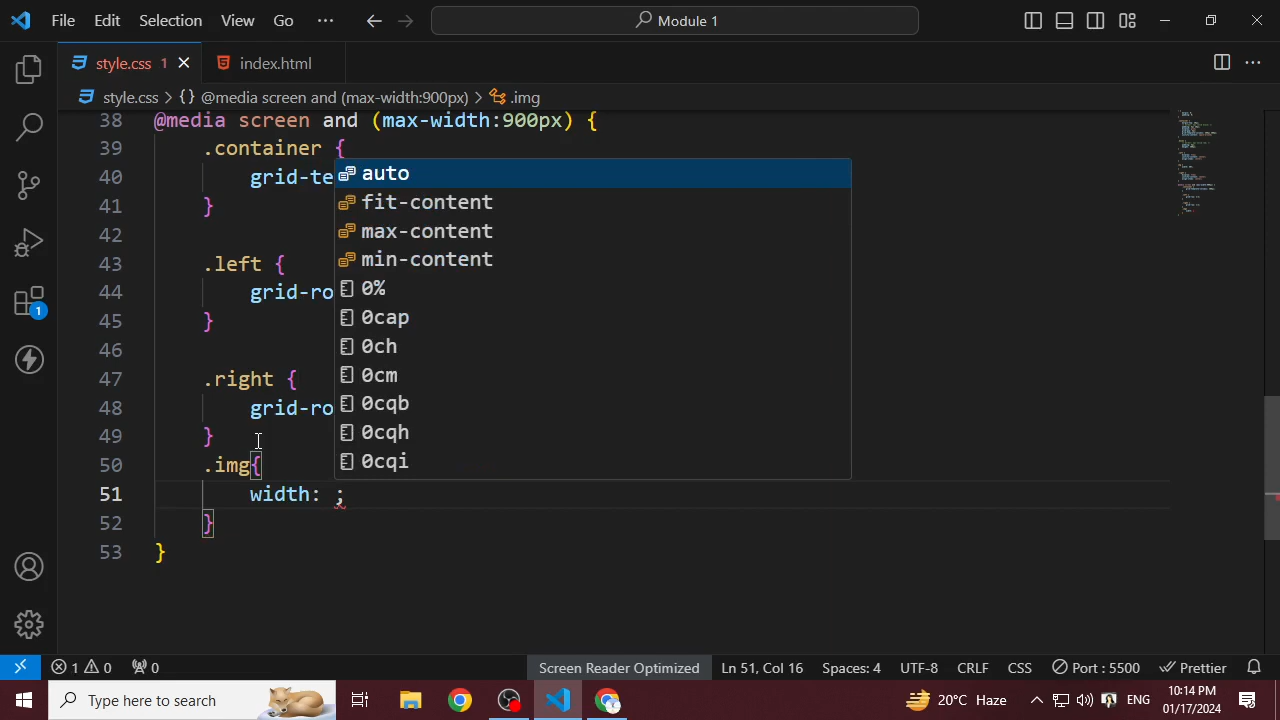 File Edit Selection View Go ··· Module 1
style.css 1 index.html
style.css > {} @media screen and (max-width:900px) > .img
38 @media screen and (max-width:900px) {
39 .container {
40 grid-te
41 }
42
43 .left {
44 grid-ro
45 }
46
47 .right {
48 grid-ro
49 }
50 .img{
51 width: ;
52 }
53 }
auto
fit-content
max-content
min-content
0%
0cap
0ch
0cm
0cqb
0cqh
0cqi
1
1 0 0 Screen Reader Optimized Ln 51, Col 16 Spaces: 4 UTF-8 CRLF CSS Port : 5500 Prettier
Type here to search 20°C Haze ENG 10:14 PM
01/17/2024